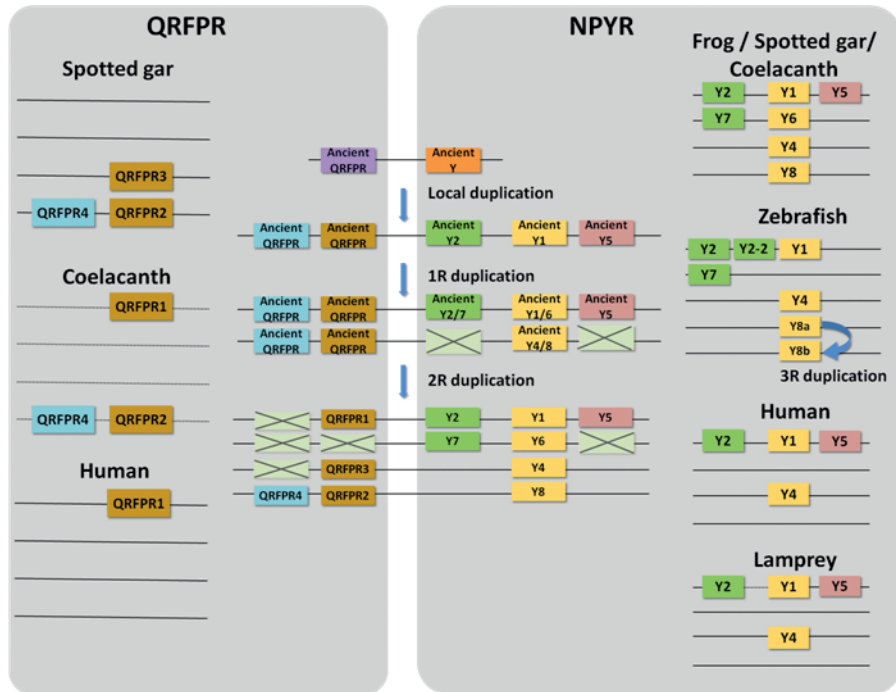 QRFPR
Spotted gar
QRFPR3
QRFPR4 QRFPR2
Coelacanth
QRFPR1
QRFPR4 QRFPR2
Human
QRFPR1
Ancient
QRFPR
Ancient
Y
Local duplication
Ancient
QRFPR
Ancient
QRFPR
Ancient
Y2
Ancient
Y1
Ancient
Y5
1R duplication
Ancient
QRFPR
Ancient
QRFPR
Ancient
Y2/7
Ancient
Y1/6
Ancient
Y5
Ancient
QRFPR
Ancient
QRFPR
Ancient
Y4/8
2R duplication
QRFPR1 Y2 Y1 Y5
Y7 Y6
QRFPR3 Y4
QRFPR4 QRFPR2 Y8
NPYR
Frog / Spotted gar/
Coelacanth
Y2 Y1 Y5
Y7 Y6
Y4
Y8
Zebrafish
Y2 Y2-2 Y1
Y7
Y4
Y8a
Y8b
3R duplication
Human
Y2 Y1 Y5
Y4
Lamprey
Y2 Y1 Y5
Y4